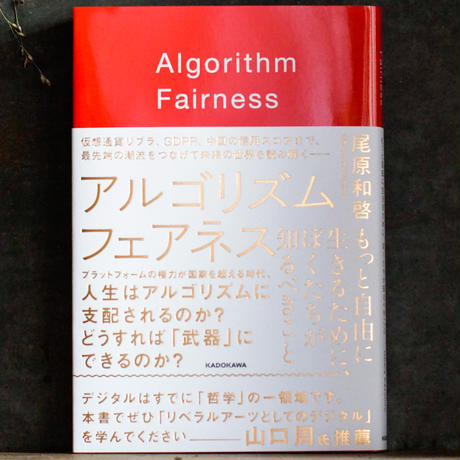 Algorithm
Fairness
仮想通貨リブラ、GDPR、中国の信用スコアまで、
最先端の潮流をつなげて未来の世界を読み解く――
アルゴリズム
フェアネス
尾原和啓
もっと自由に
生きるために、
ぼくたちが
知るべきこと
プラットフォームの権力が国家を超える時代、
人生はアルゴリズムに
支配されるのか?
どうすれば「武器」に
できるのか?
KADOKAWA
デジタルはすでに「哲学」の一領域です。
本書でぜひ「リベラルアーツとしてのデジタル」
を学んでください――山口周氏推薦
Fairness